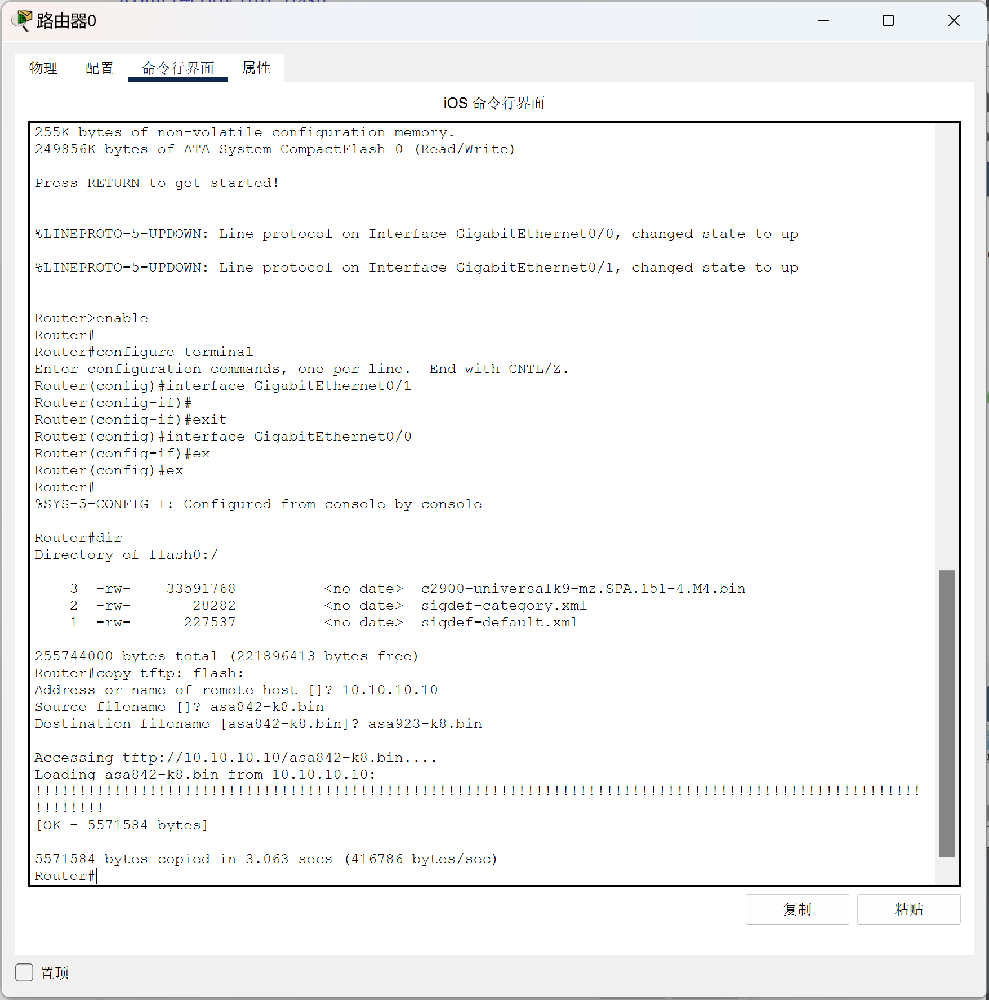 路由器0
物理 配置 命令行界面 属性
iOS 命令行界面
255K bytes of non-volatile configuration memory.
249856K bytes of ATA System CompactFlash 0 (Read/Write)
Press RETURN to get started!
%LINEPROTO-5-UPDOWN: Line protocol on Interface GigabitEthernet0/0, changed state to up
%LINEPROTO-5-UPDOWN: Line protocol on Interface GigabitEthernet0/1, changed state to up
Router>enable
Router#
Router#configure terminal
Enter configuration commands, one per line.  End with CNTL/Z.
Router(config)#interface GigabitEthernet0/1
Router(config-if)#
Router(config-if)#exit
Router(config)#interface GigabitEthernet0/0
Router(config-if)#ex
Router(config)#ex
Router#
%SYS-5-CONFIG_I: Configured from console by console
Router#dir
Directory of flash0:/
3  -rw-    33591768          <no date>  c2900-universalk9-mz.SPA.151-4.M4.bin
2  -rw-       28282          <no date>  sigdef-category.xml
1  -rw-      227537          <no date>  sigdef-default.xml
255744000 bytes total (221896413 bytes free)
Router#copy tftp: flash:
Address or name of remote host []? 10.10.10.10
Source filename []? asa842-k8.bin
Destination filename [asa842-k8.bin]? asa923-k8.bin
Accessing tftp://10.10.10.10/asa842-k8.bin....
Loading asa842-k8.bin from 10.10.10.10:
!!!!!!!!!!!!!!!!!!!!!!!!!!!!!!!!!!!!!!!!!!!!!!!!!!!!!!!!!!!!!!!!!!!!!!!!!!!!!!!!!!!!!!!!!!!!!!!!!!!!!
!!!!!!!!
[OK - 5571584 bytes]
5571584 bytes copied in 3.063 secs (416786 bytes/sec)
Router#
复制 粘贴
置顶